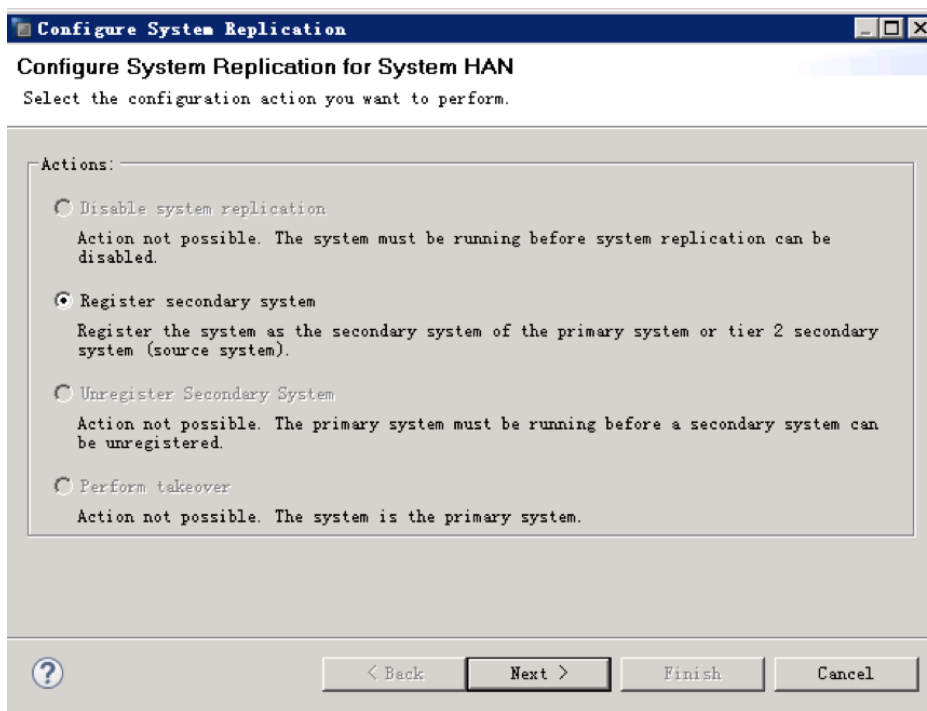 Configure System Replication
Configure System Replication for System HAN
Select the configuration action you want to perform.
Actions:
Disable system replication
Action not possible. The system must be running before system replication can be
disabled.
Register secondary system
Register the system as the secondary system of the primary system or tier 2 secondary
system (source system).
Unregister Secondary System
Action not possible. The primary system must be running before a secondary system can
be unregistered.
Perform takeover
Action not possible. The system is the primary system.
?
< Back
Next >
Finish
Cancel